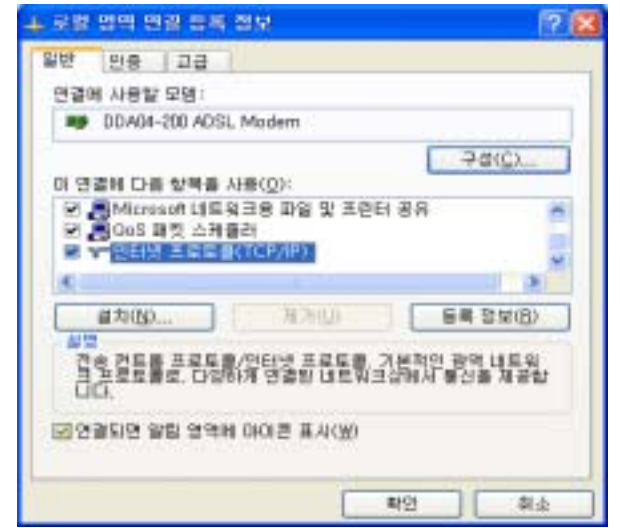 로컬 영역 연결 등록 정보
일반 인증 고급
연결에 사용할 모뎀:
DDA04-200 ADSL Modem
구성(C)...
이 연결에 다음 항목을 사용(O):
Microsoft 네트워크용 파일 및 프린터 공유
QoS 패킷 스케줄러
인터넷 프로토콜(TCP/IP)
설치(N)... 제거(U) 등록 정보(R)
설명
전송 컨트롤 프로토콜/인터넷 프로토콜. 기본적인 광역 네트워
크 프로토콜로, 다양하게 연결된 네트워크상에서 통신을 제공합
니다.
연결되면 알림 영역에 아이콘 표시(W)
확인 취소